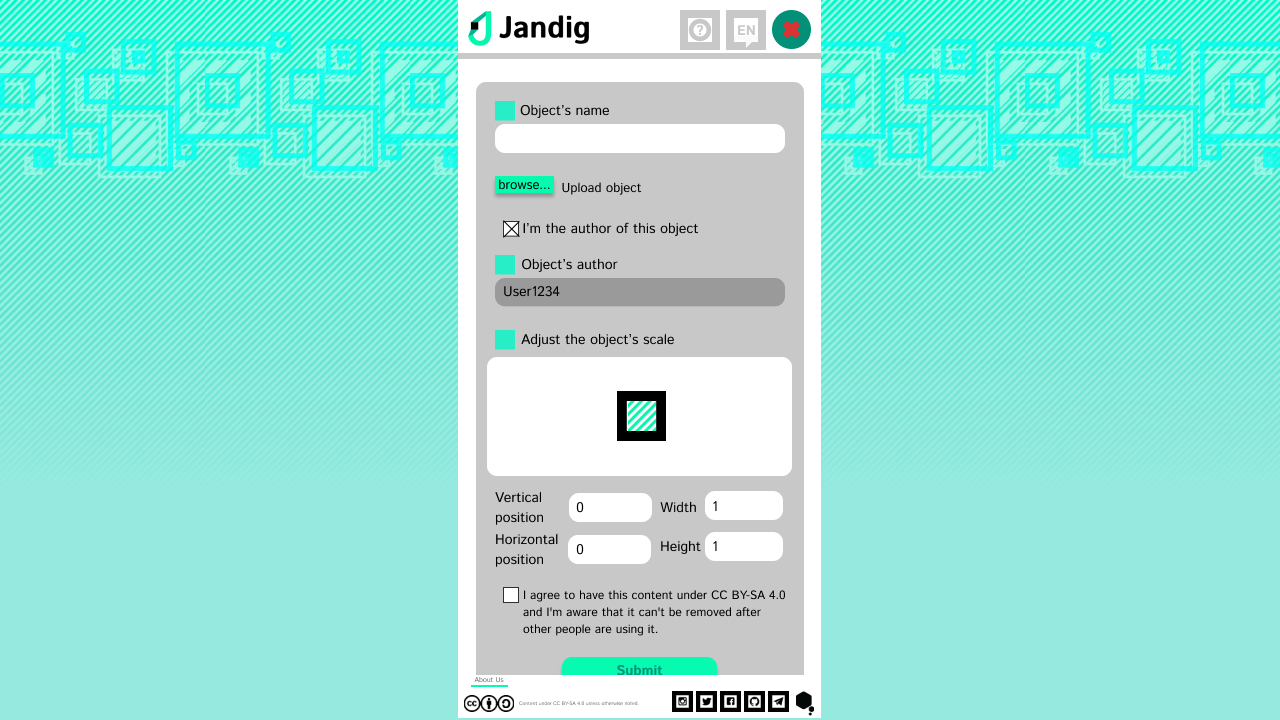 Jandig
EN
Object's name
browse... Upload object
I'm the author of this object
Object's author
User1234
Adjust the object's scale
Vertical
position
0
Width
1
Horizontal
position
0
Height
1
I agree to have this content under CC BY-SA 4.0
and I'm aware that it can't be removed after
other people are using it.
Submit
About Us
cc
Content under CC BY-SA 4.0 unless otherwise noted.